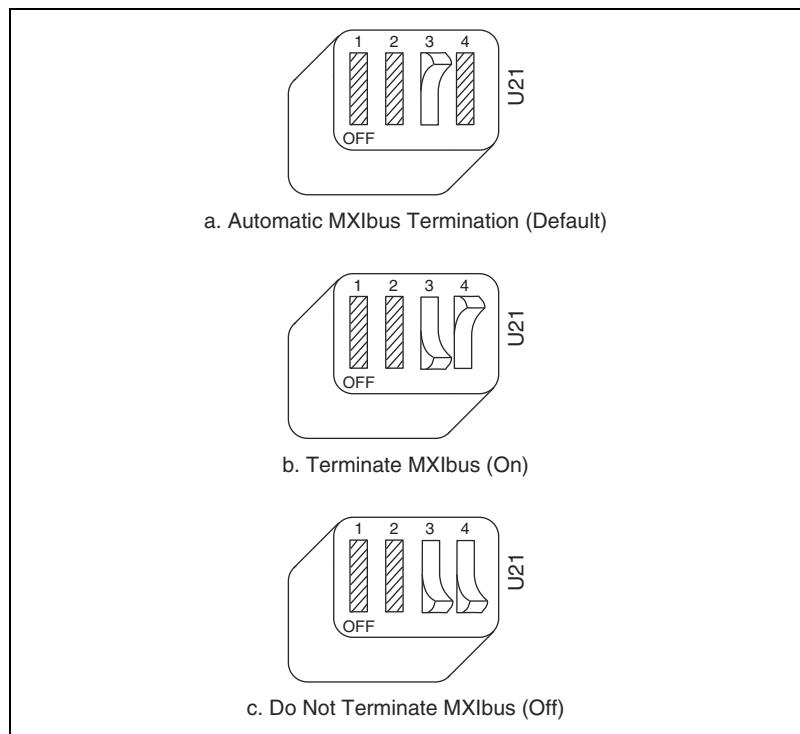 1 2 3 4
OFF
U21
a. Automatic MXIbus Termination (Default)
1 2 3 4
OFF
U21
b. Terminate MXIbus (On)
1 2 3 4
OFF
U21
c. Do Not Terminate MXIbus (Off)